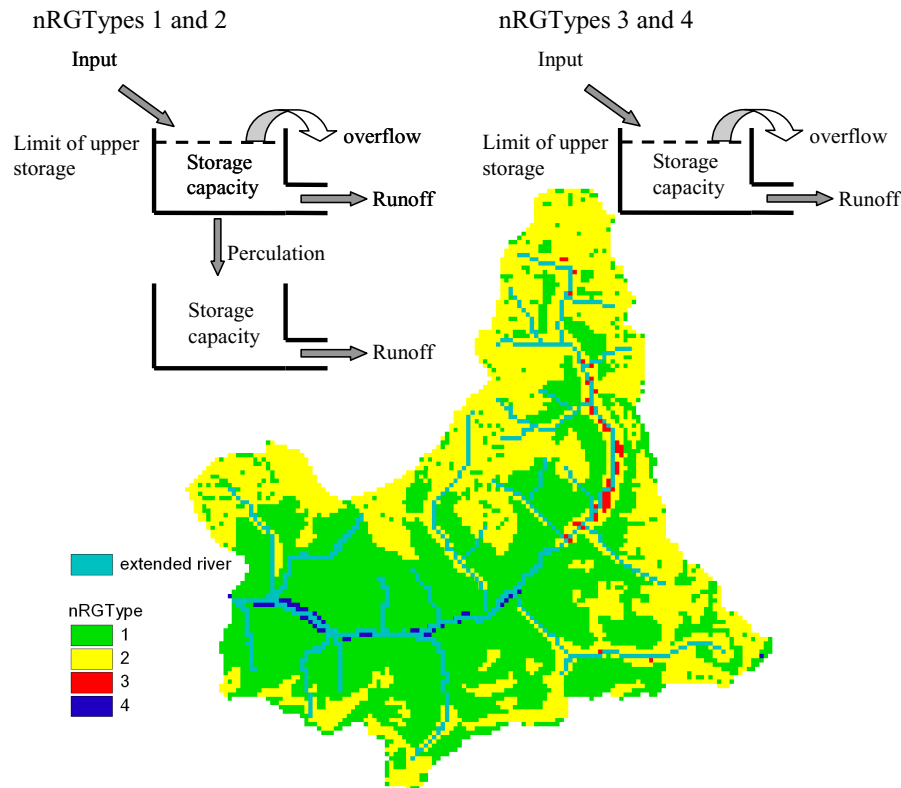 nRGTypes 1 and 2
Input
Limit of upper
storage
Storage
capacity
overflow
Runoff
Perculation
Storage
capacity
Runoff
nRGTypes 3 and 4
Input
Limit of upper
storage
Storage
capacity
overflow
Runoff
extended river
nRGType
1
2
3
4